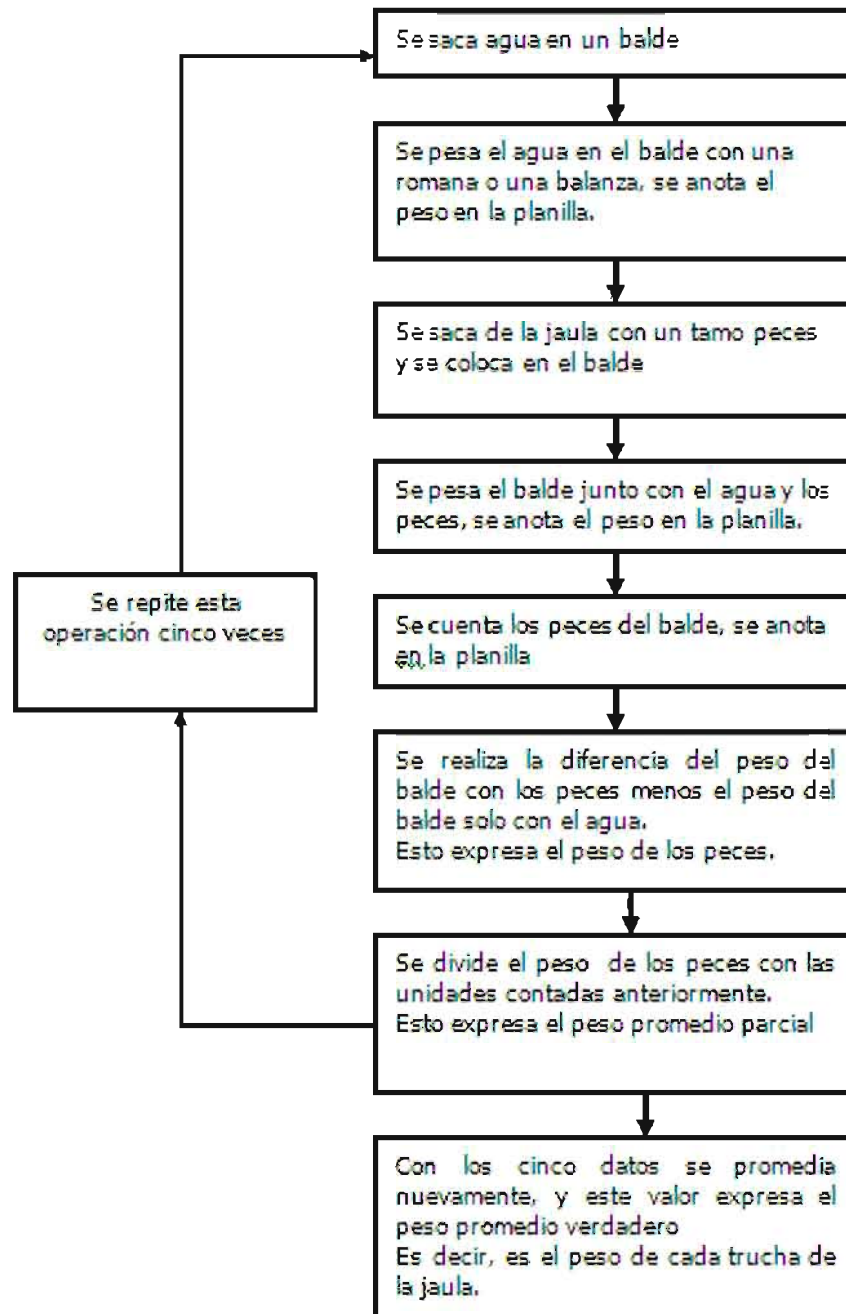 Se saca agua en un balde
Se pesa el agua en el balde con una
romana o una balanza, se anota el
peso en la planilla.
Se saca de la jaula con un tamo peces
y se coloca en el balde
Se pesa el balde junto con el agua y los
peces, se anota el peso en la planilla.
Se repite esta
operación cinco veces
Se cuenta los peces del balde, se anota
en la planilla
Se realiza la diferencia del peso del
balde con los peces menos el peso del
balde solo con el agua.
Esto expresa el peso de los peces.
Se divide el peso de los peces con las
unidades contadas anteriormente.
Esto expresa el peso promedio parcial
Con los cinco datos se promedia
nuevamente, y este valor expresa el
peso promedio verdadero
Es decir, es el peso de cada trucha de
la jaula.